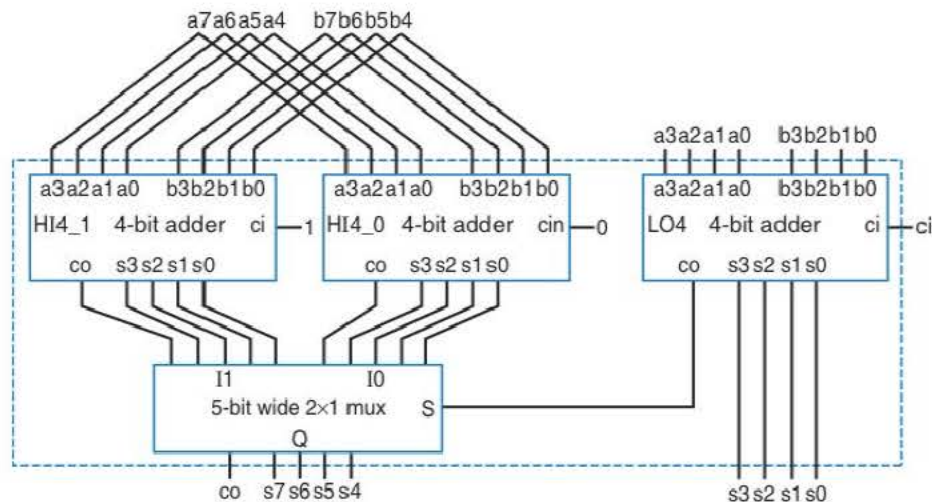 a7a6a5a4 b7b6b5b4
a3a2a1a0 b3b2b1b0
a3a2a1a0 b3b2b1b0 a3a2a1a0 b3b2b1b0 a3a2a1a0 b3b2b1b0
HI4_1 4-bit adder ci 1 HI4_0 4-bit adder cin 0 LO4 4-bit adder ci ci
co s3 s2 s1 s0 co s3 s2 s1 s0 co s3 s2 s1 s0
I1 I0
5-bit wide 2×1 mux S
Q
co s7 s6 s5 s4 s3 s2 s1 s0